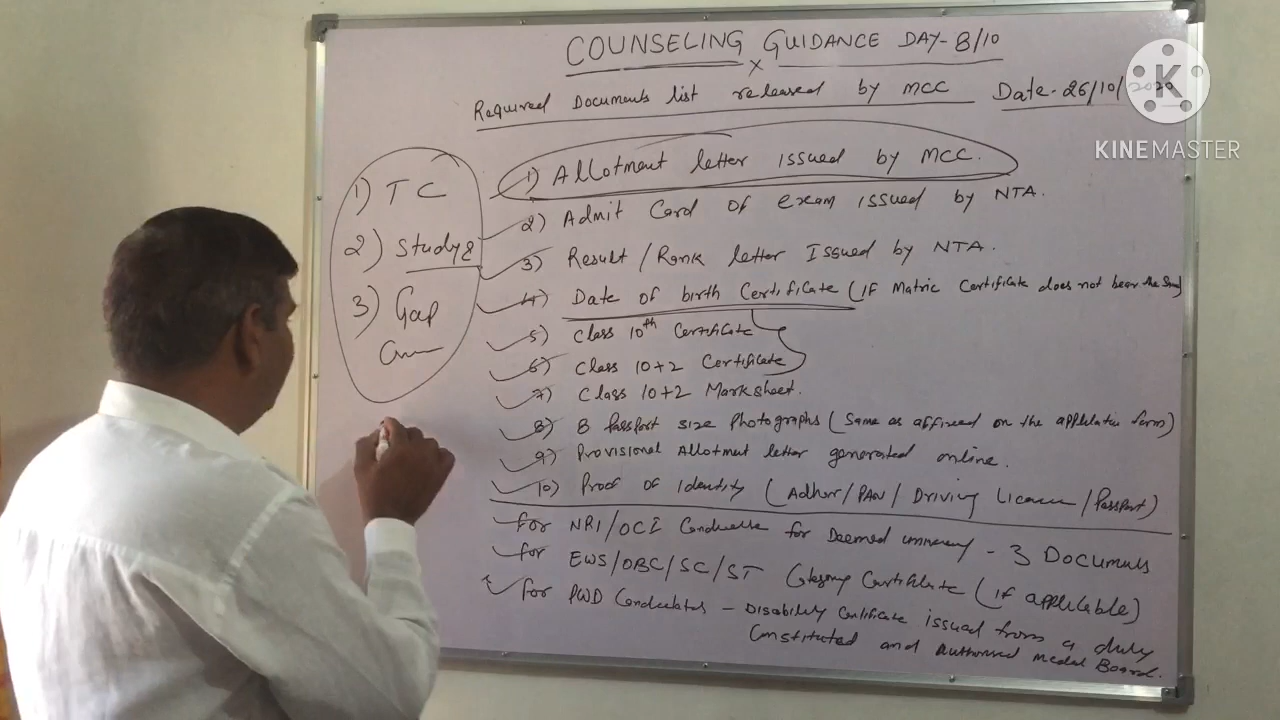 COUNSELING GUIDANCE DAY-8/10
x
Required Documents list released by MCC Date-26/10/2020
K
KINEMASTER
1) TC
2) Study &
3) Gap
1) Allotment letter issued by MCC.
2) Admit Card of exam issued by NTA.
3) Result/Rank letter Issued by NTA.
4) Date of birth Certificate (IF Matric Certificate does not bear the Same)
5) Class 10th Certificate
6) Class 10+2 Certificate
7) Class 10+2 Marksheet.
8) 8 Passport size Photographs (Same as affixed on the application form)
9) Provisional Allotment letter generated online.
10) Proof of Identity (Adhar/PAN/Driving Licence/Passport)
for NRI/OCI Candidate for Deemed university - 3 Documents
for EWS/OBC/SC/ST Category Certificate (if applicable)
for PWD Candidates - Disability Certificate issued from a duly
Constituted and Authorised Medical Board.